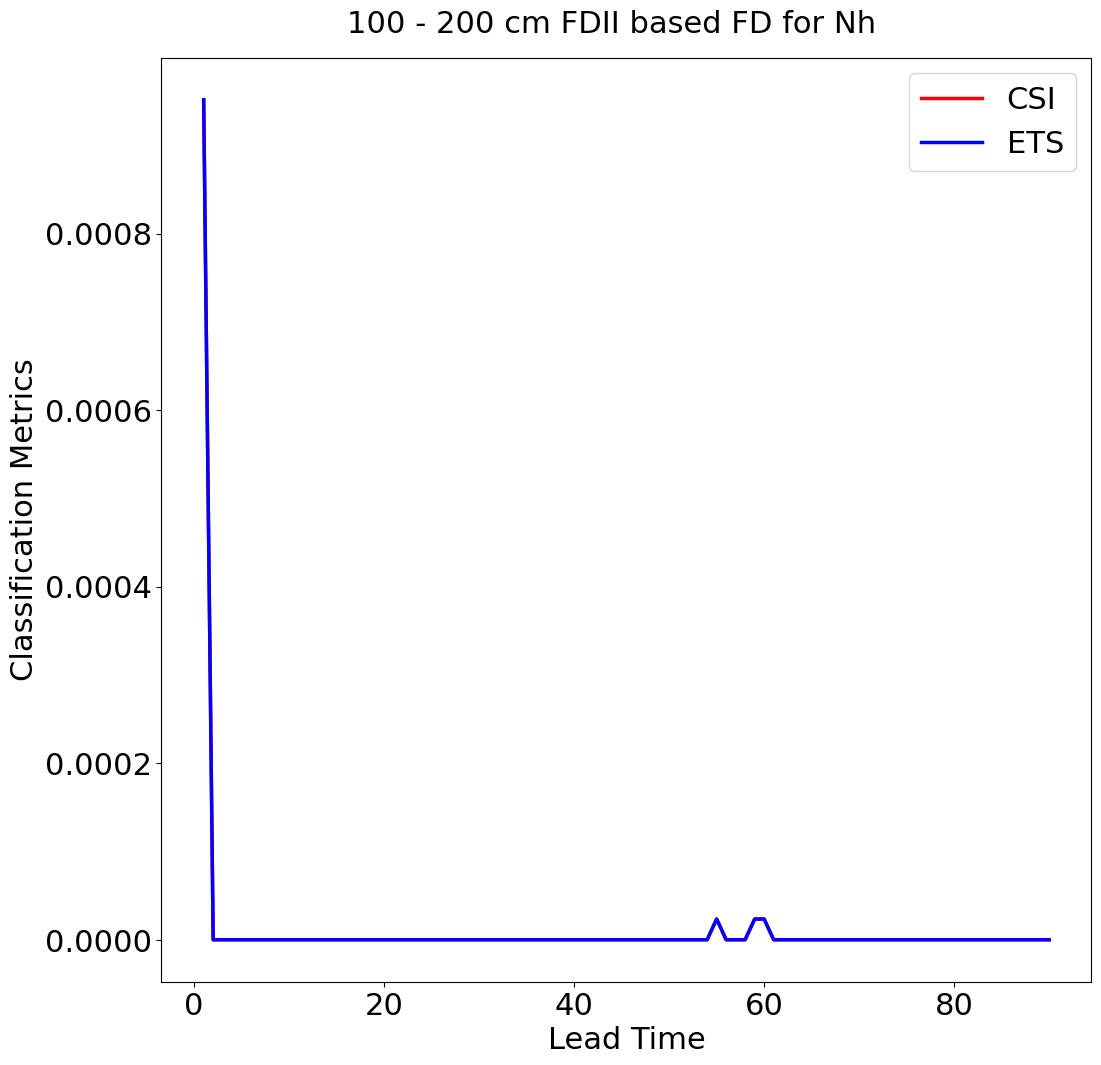 100 - 200 cm FDII based FD for Nh
CSI
ETS
Classification Metrics
0.0008
0.0006
0.0004
0.0002
0.0000
0 20 40 60 80
Lead Time